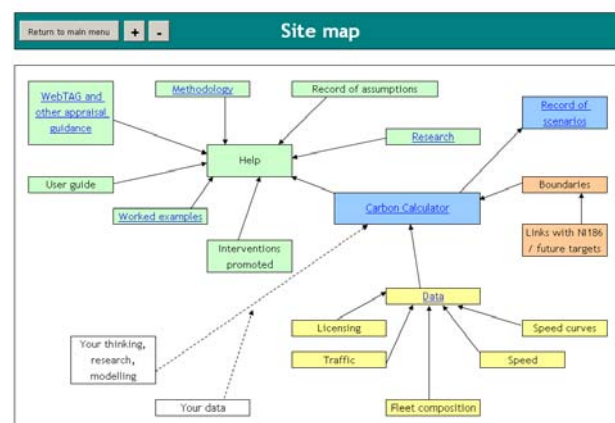 Return to main menu
+
-
Site map
WebTAG and
other appraisal
guidance
Methodology
Record of assumptions
Record of
scenarios
Research
Help
User guide
Boundaries
Worked examples
Carbon Calculator
Links with NI186
/ future targets
Interventions
promoted
Data
Licensing
Speed curves
Your thinking,
research,
modelling
Traffic
Speed
Your data
Fleet composition